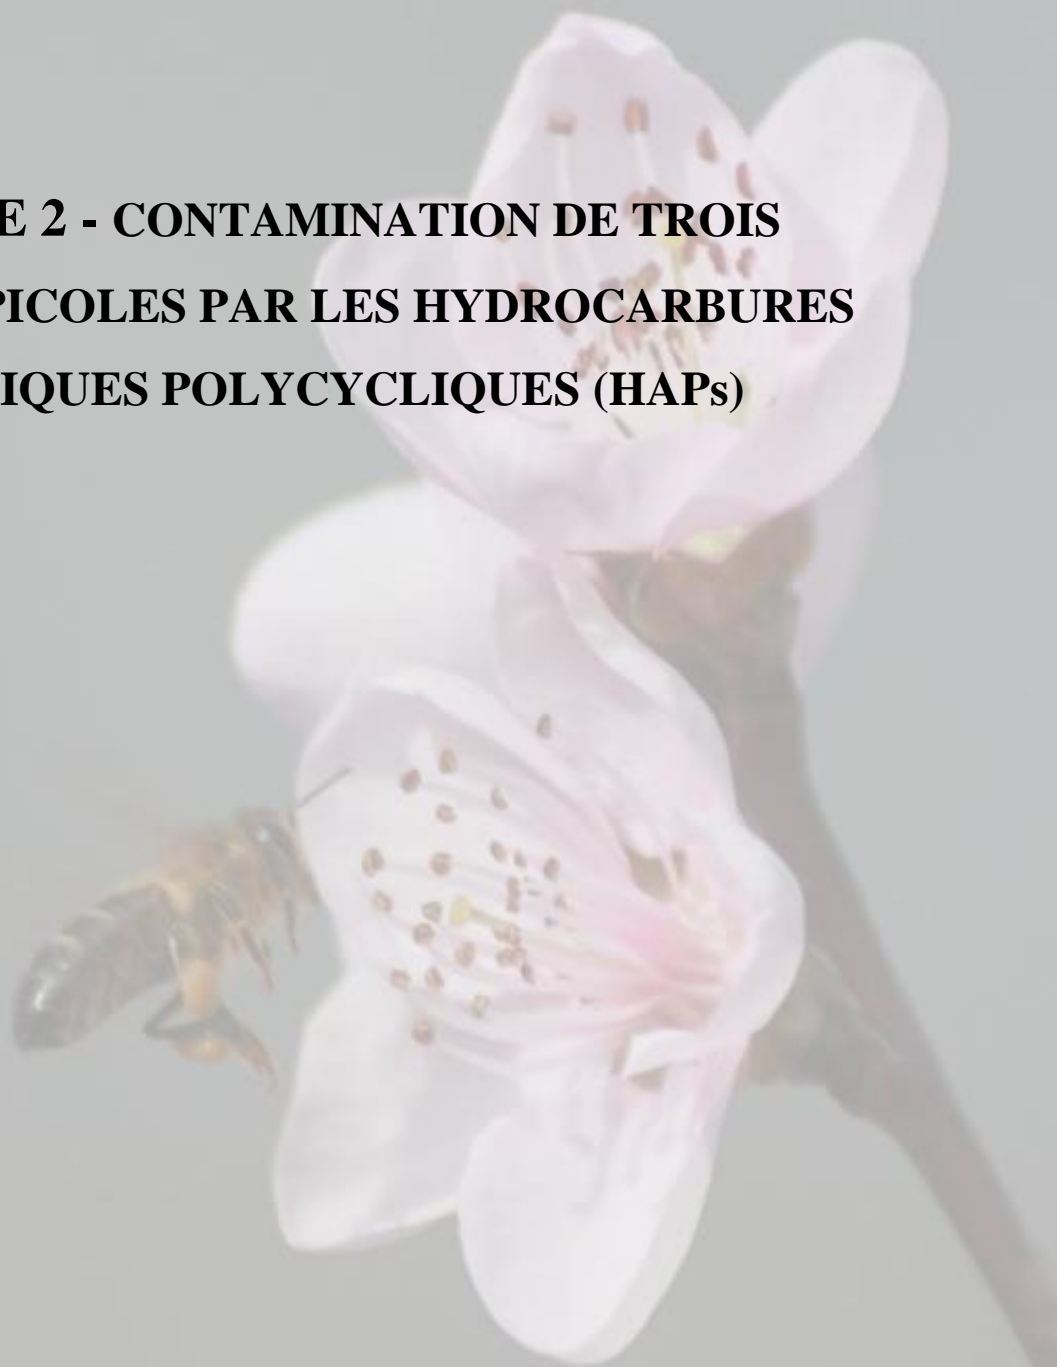 E 2 - CONTAMINATION DE TROIS
PICOLES PAR LES HYDROCARBURES
IQUES POLYCYCLIQUES (HAPs)